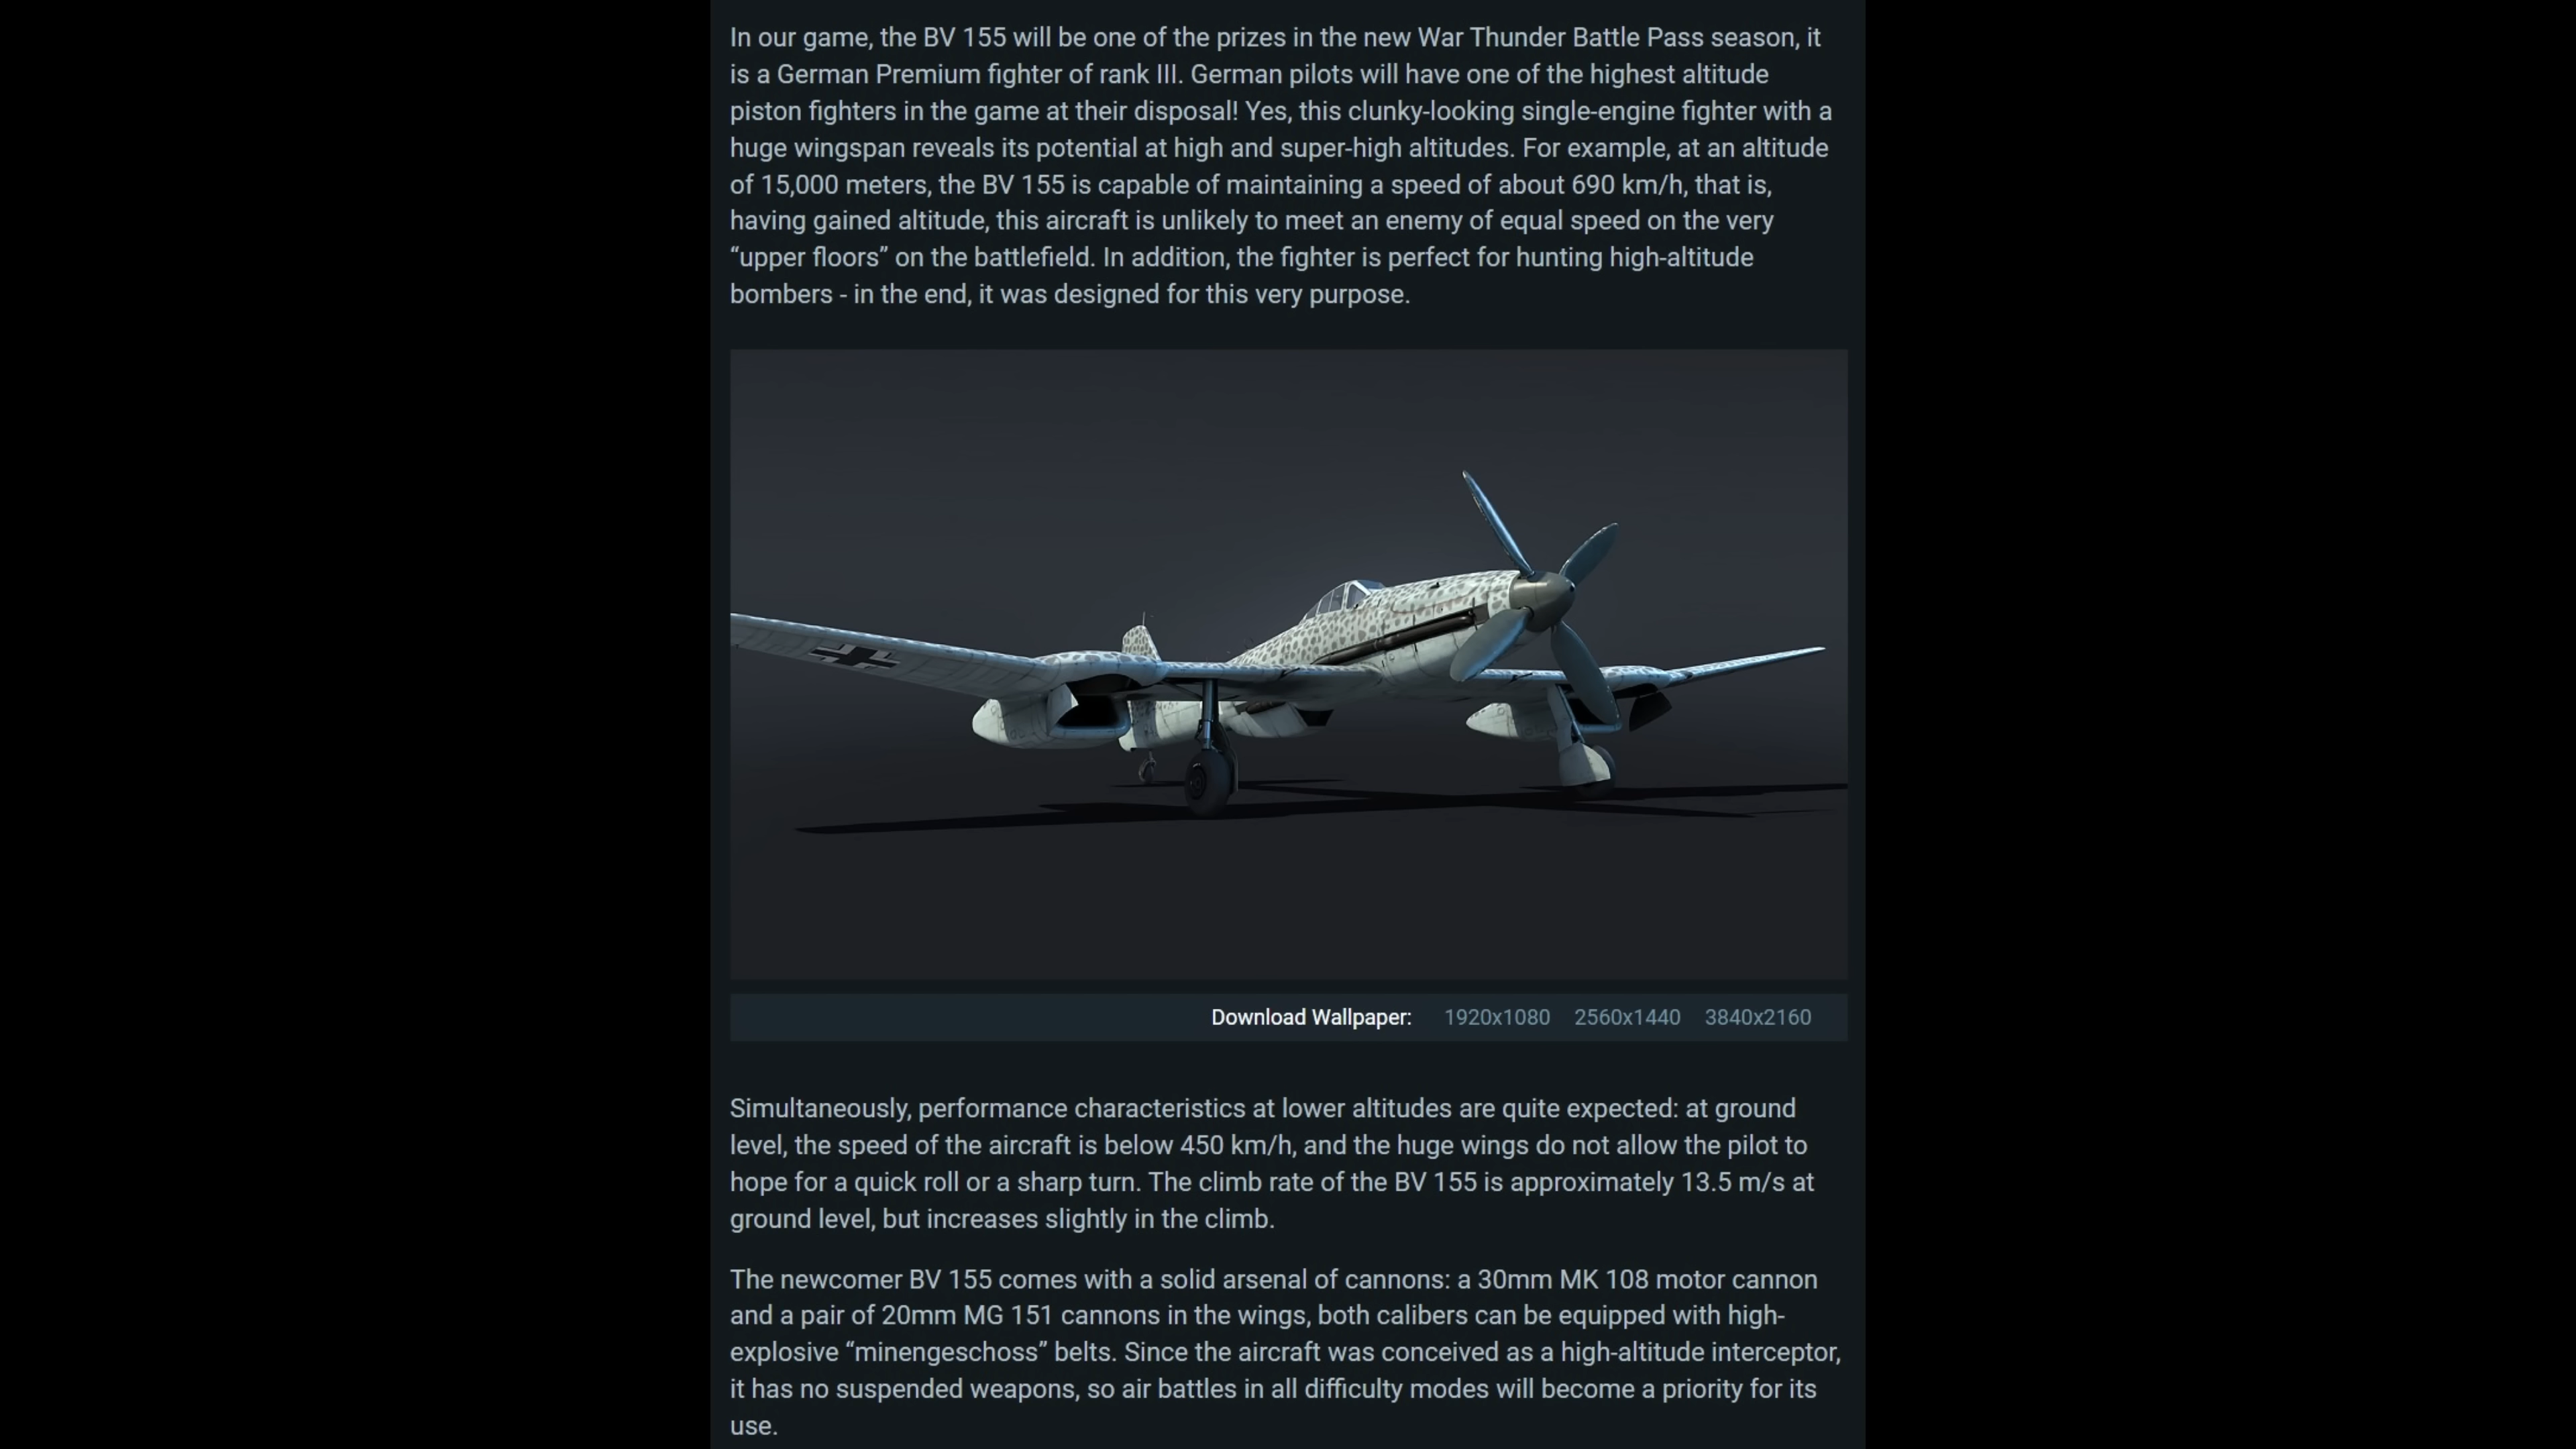 In our game, the BV 155 will be one of the prizes in the new War Thunder Battle Pass season, it
is a German Premium fighter of rank III. German pilots will have one of the highest altitude
piston fighters in the game at their disposal! Yes, this clunky-looking single-engine fighter with a
huge wingspan reveals its potential at high and super-high altitudes. For example, at an altitude
of 15,000 meters, the BV 155 is capable of maintaining a speed of about 690 km/h, that is,
having gained altitude, this aircraft is unlikely to meet an enemy of equal speed on the very
“upper floors” on the battlefield. In addition, the fighter is perfect for hunting high-altitude
bombers - in the end, it was designed for this very purpose.
Download Wallpaper: 1920x1080 2560x1440 3840x2160
Simultaneously, performance characteristics at lower altitudes are quite expected: at ground
level, the speed of the aircraft is below 450 km/h, and the huge wings do not allow the pilot to
hope for a quick roll or a sharp turn. The climb rate of the BV 155 is approximately 13.5 m/s at
ground level, but increases slightly in the climb.
The newcomer BV 155 comes with a solid arsenal of cannons: a 30mm MK 108 motor cannon
and a pair of 20mm MG 151 cannons in the wings, both calibers can be equipped with high-
explosive “minengeschoss” belts. Since the aircraft was conceived as a high-altitude interceptor,
it has no suspended weapons, so air battles in all difficulty modes will become a priority for its
use.